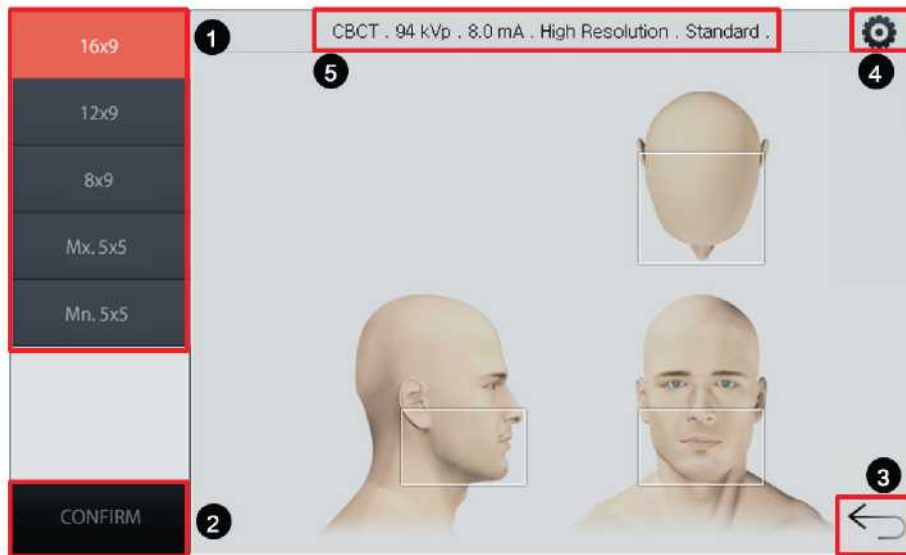 16x9
1
CBCT . 94 kVp . 8.0 mA . High Resolution . Standard .
5
4
12x9
8x9
Mx. 5x5
Mn. 5x5
3
CONFIRM
2